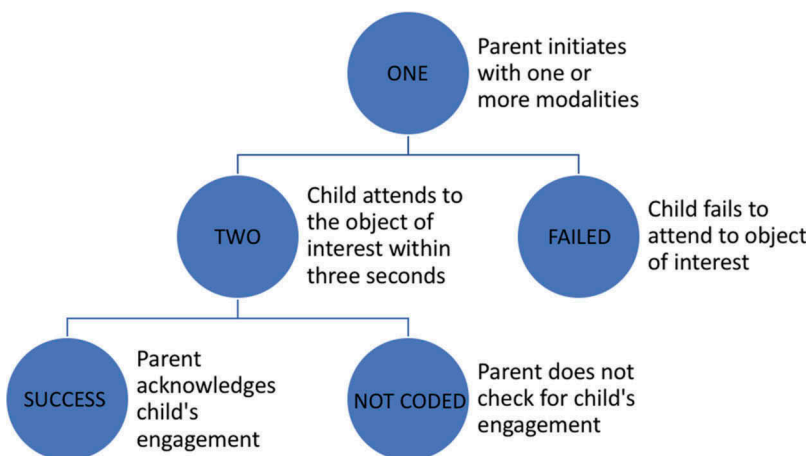 ONE
Parent initiates
with one or
more modalities
TWO
Child attends to
the object of
interest within
three seconds
FAILED
Child fails to
attend to object
of interest
SUCCESS
Parent
acknowledges
child's
engagement
NOT CODED
Parent does not
check for child's
engagement